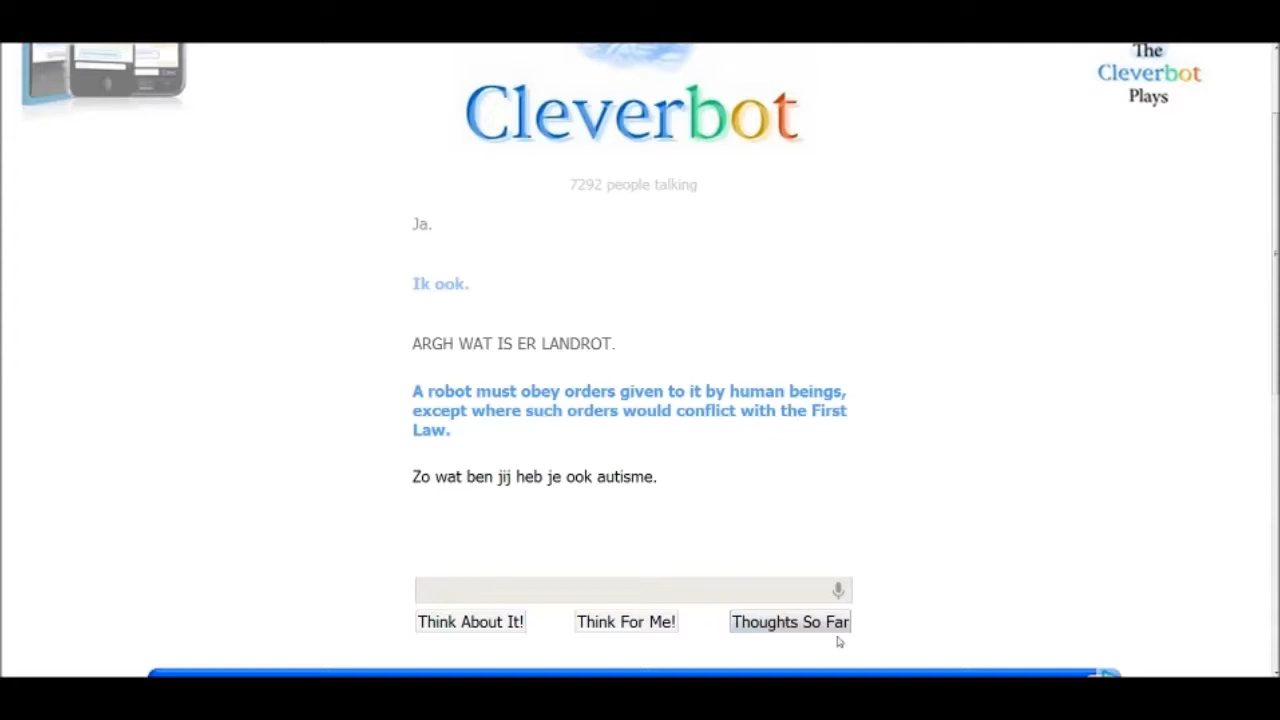 The
Cleverbot
Plays
Cleverbot
7292 people talking
Ja.
Ik ook.
ARGH WAT IS ER LANDROT.
A robot must obey orders given to it by human beings,
except where such orders would conflict with the First
Law.
Zo wat ben jij heb je ook autisme.
Think About It!
Think For Me!
Thoughts So Far